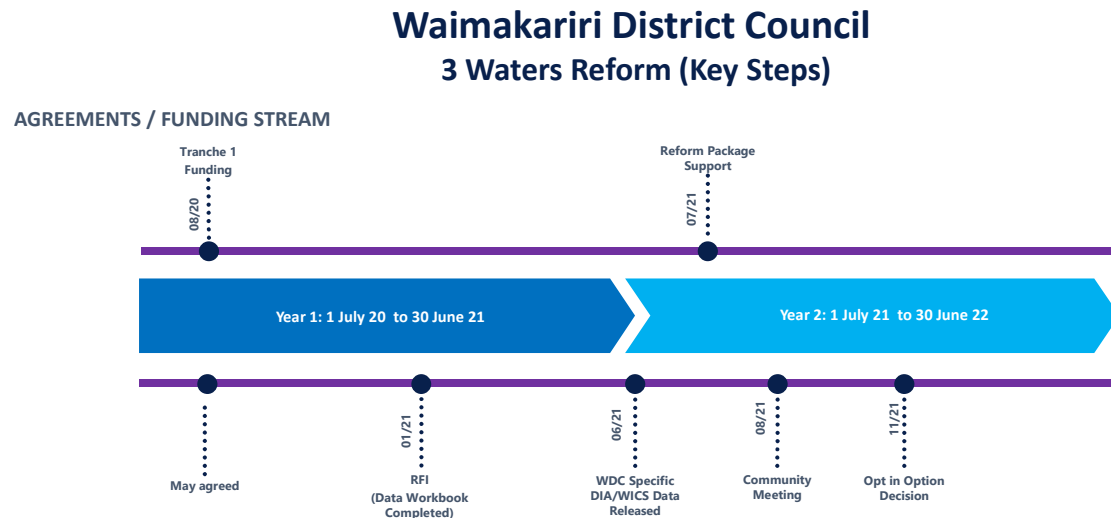 Waimakariri District Council
3 Waters Reform (Key Steps)
AGREEMENTS / FUNDING STREAM
Tranche 1
Funding
Reform Package
Support
08/20
07/21
Year 1: 1 July 20 to 30 June 21
Year 2: 1 July 21 to 30 June 22
01/21
06/21
08/21
11/21
May agreed
RFI
(Data Workbook
Completed)
WDC Specific
DIA/WICS Data
Released
Community
Meeting
Opt in Option
Decision